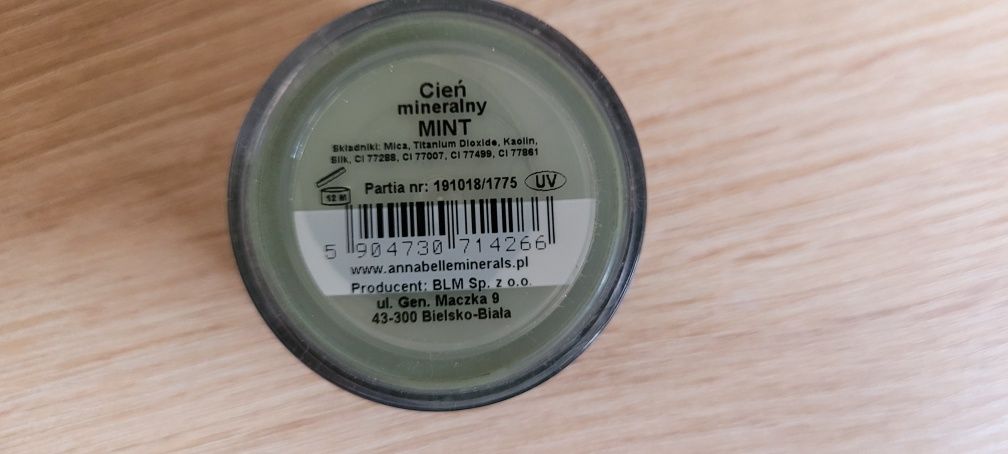 Cień
mineralny
MINT
Składniki: Mica, Titanium Dioxide, Kaolin,
Silk, CI 77288, CI 77007, CI 77499, CI 77861
12 M
Partia nr: 191018/1775 UV
5 904730 714266
www.annabelleminerals.pl
Producent: BLM Sp. z o.o.
ul. Gen. Maczka 9
43-300 Bielsko-Biała